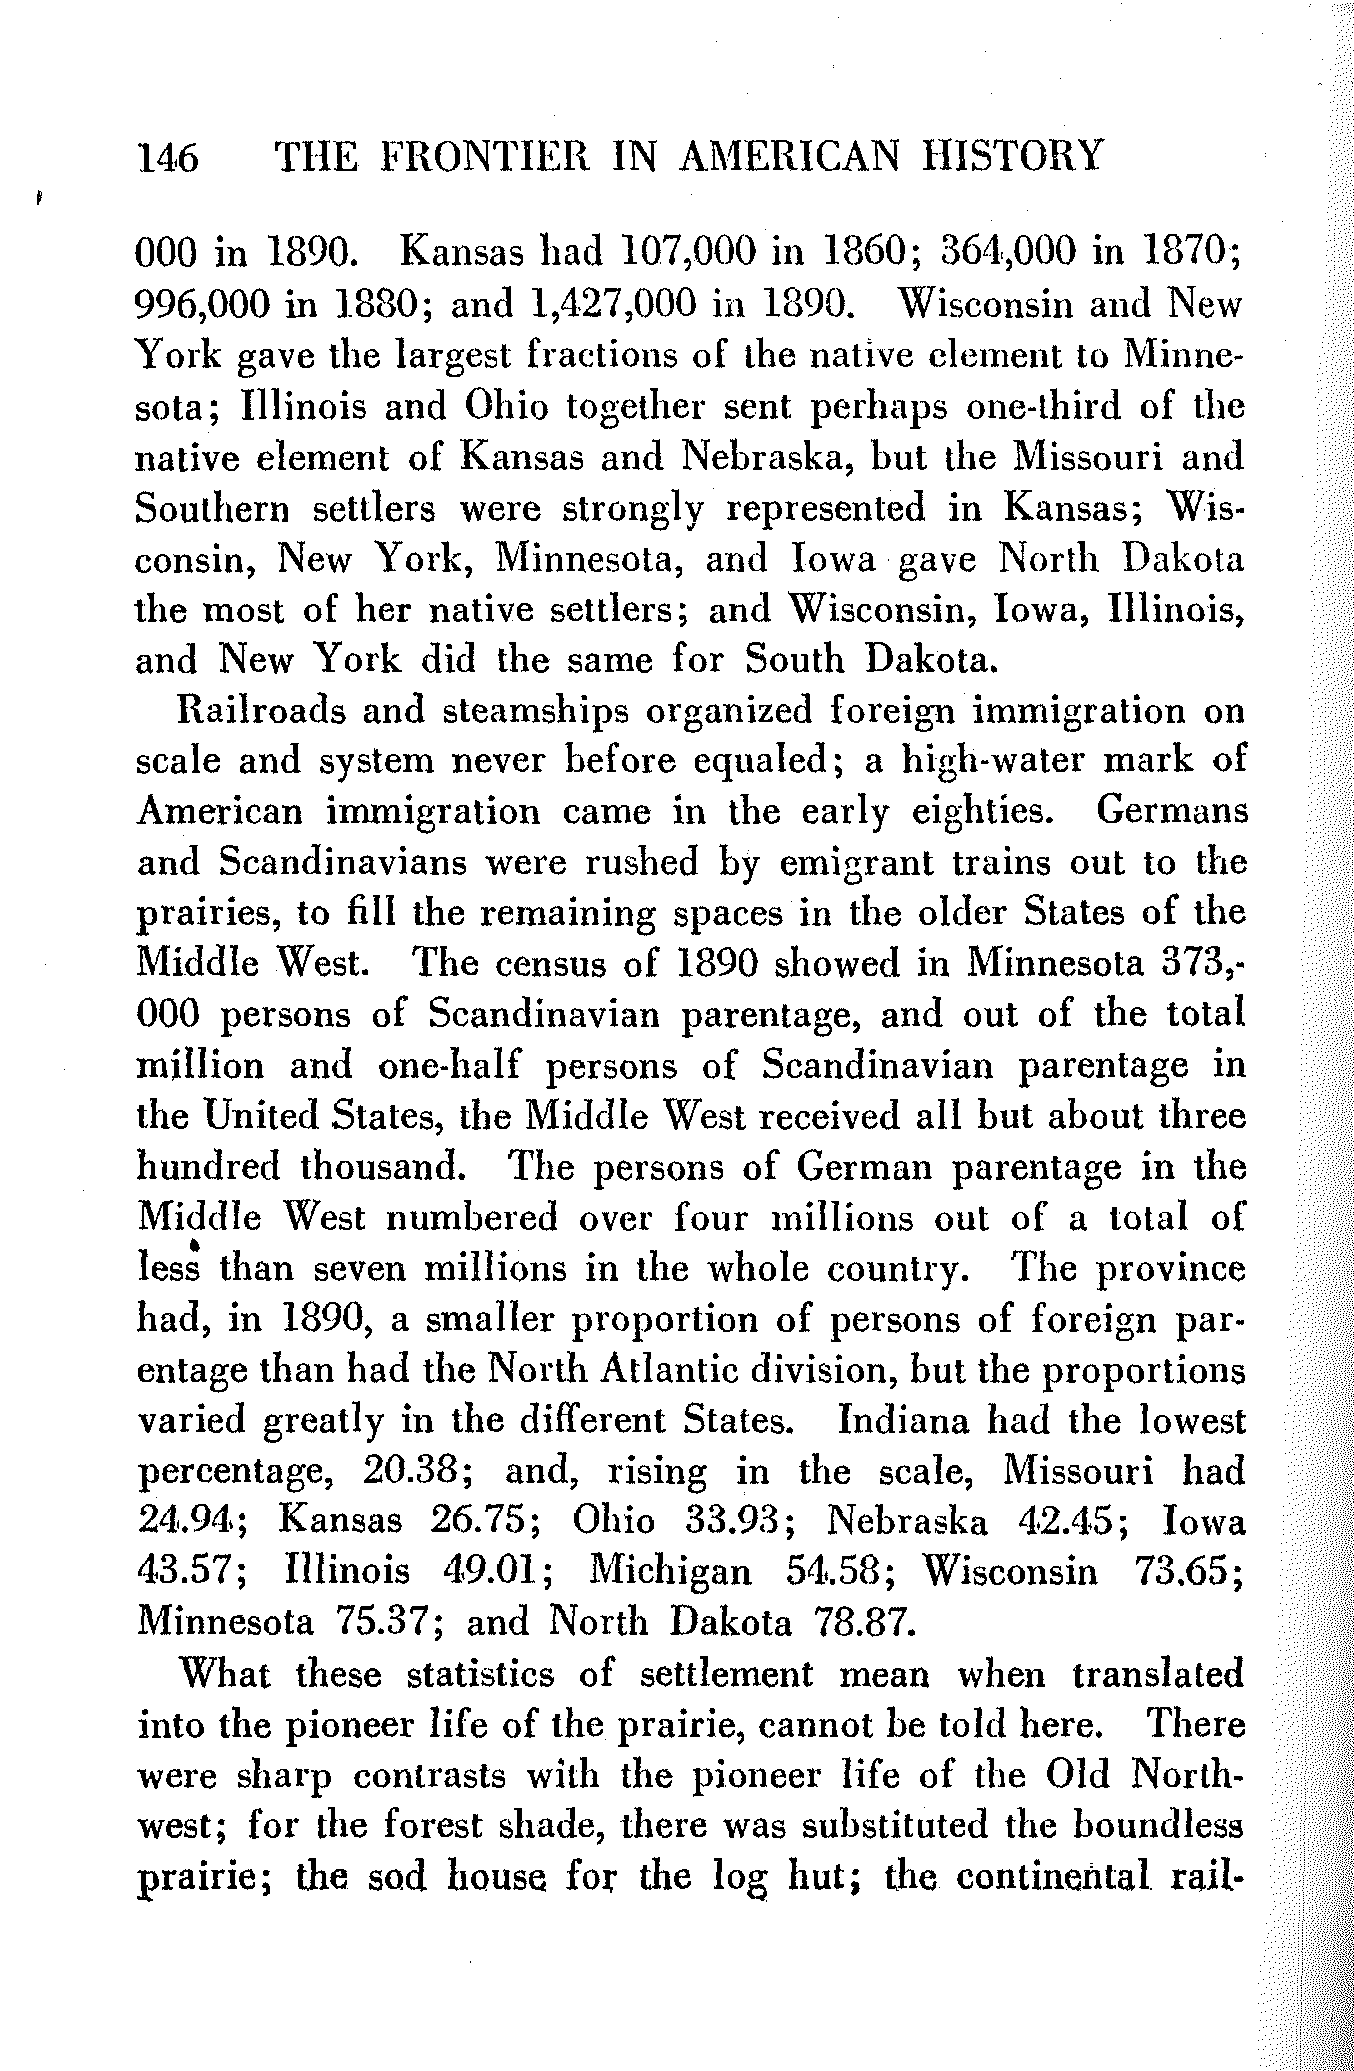 146 THE FRONTIER IN AMERICAN HISTORY
000 in 1890. Kansas had 107,000 in 1860; 364,000 in 1870;
996,000 in 1880; and 1,427,000 in 1890. Wisconsin and New
York gave the largest fractions of the native element to Minne-
sota; Illinois and Ohio together sent perhaps one-third of the
native element of Kansas and Nebraska, but the Missouri and
Southern settlers were strongly represented in Kansas; Wis-
consin, New York, Minnesota, and Iowa gave North Dakota
the most of her native settlers; and Wisconsin, Iowa, Illinois,
and New York did the same for South Dakota.
Railroads and steamships organized foreign immigration on
scale and system never before equaled; a high-water mark of
American immigration came in the early eighties. Germans
and Scandinavians were rushed by emigrant trains out to the
prairies, to fill the remaining spaces in the older States of the
Middle West. The census of 1890 showed in Minnesota 373,-
000 persons of Scandinavian parentage, and out of the total
million and one-half persons of Scandinavian parentage in
the United States, the Middle West received all but about three
hundred thousand. The persons of German parentage in the
Middle West numbered over four millions out of a total of
less than seven millions in the whole country. The province
had, in 1890, a smaller proportion of persons of foreign par-
entage than had the North Atlantic division, but the proportions
varied greatly in the different States. Indiana had the lowest
percentage, 20.38; and, rising in the scale, Missouri had
24.94; Kansas 26.75; Ohio 33.93; Nebraska 42.45; Iowa
43.57; Illinois 49.01; Michigan 54.58; Wisconsin 73.65;
Minnesota 75.37; and North Dakota 78.87.
What these statistics of settlement mean when translated
into the pioneer life of the prairie, cannot be told here. There
were sharp contrasts with the pioneer life of the Old North-
west; for the forest shade, there was substituted the boundless
prairie; the sod house for the log hut; the continental rail-